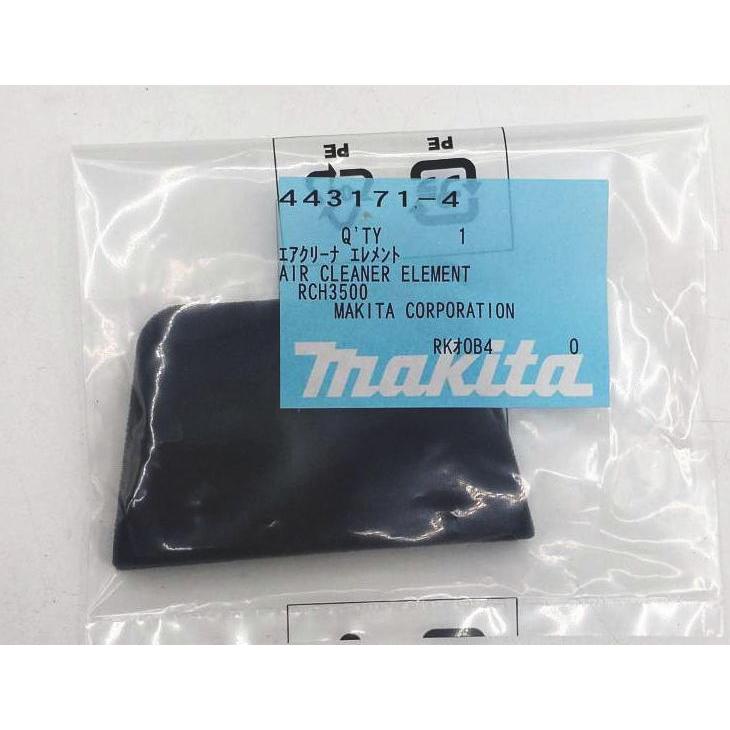 PE
PE
443171-4
Q'TY 1
ｴｱｸﾘｰﾅ ｴﾚﾒﾝﾄ
AIR CLEANER ELEMENT
RCH3500
MAKITA CORPORATION
RKｵ0B4 0
makita